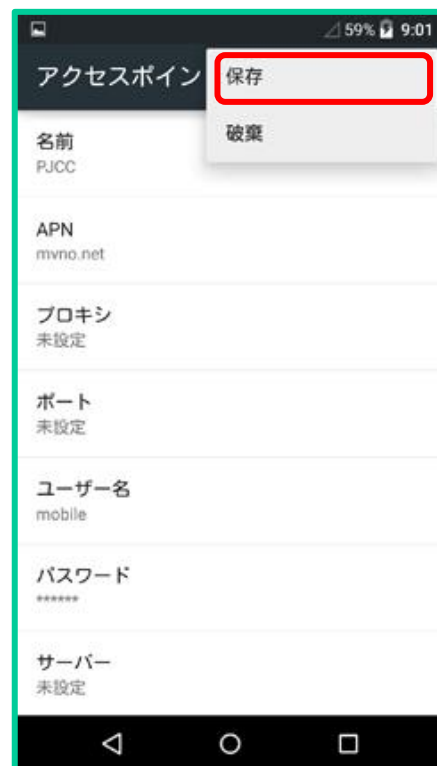 59% 9:01
アクセスポイン
保存
破棄
名前
PJCC
APN
mvno.net
プロキシ
未設定
ポート
未設定
ユーザー名
mobile
パスワード
******
サーバー
未設定